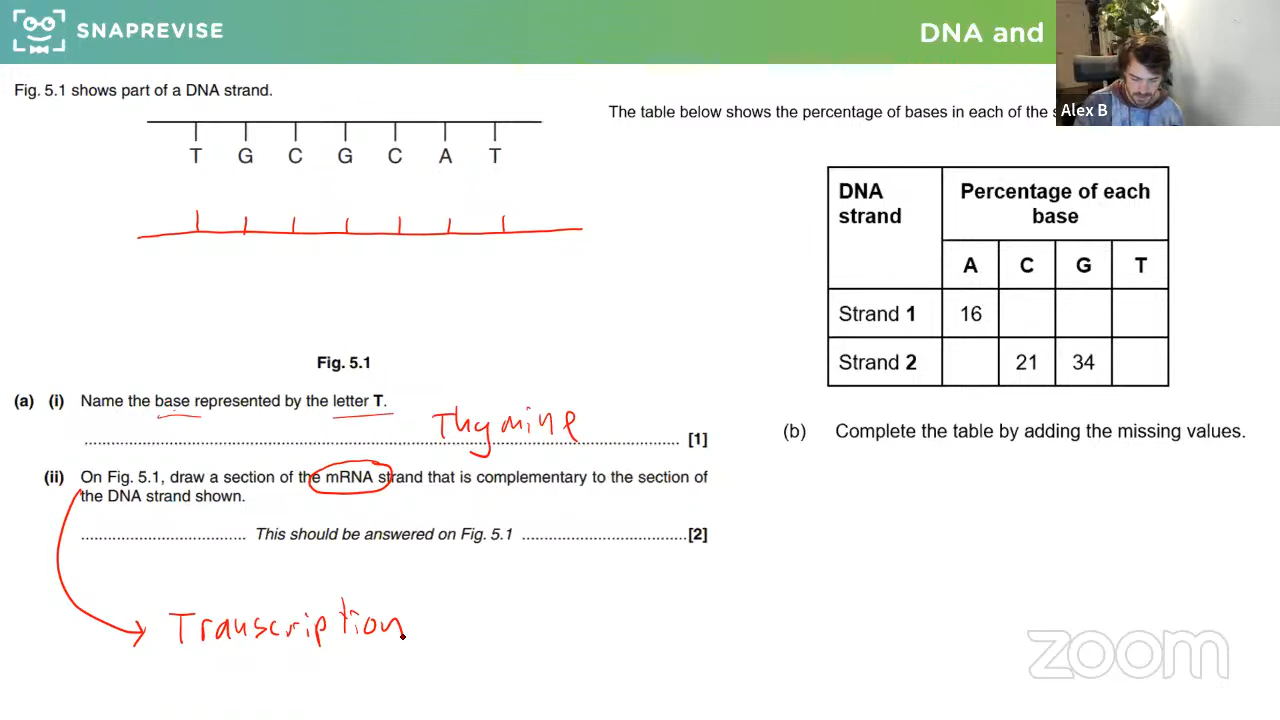 SNAPREVISE
DNA and
Alex B
Fig. 5.1 shows part of a DNA strand.
T G C G C A T
Fig. 5.1
(a) (i) Name the base represented by the letter T.
Thymine
[1]
(ii) On Fig. 5.1, draw a section of the mRNA strand that is complementary to the section of
the DNA strand shown.
This should be answered on Fig. 5.1 [2]
Transcription
The table below shows the percentage of bases in each of the s
DNA strand Percentage of each base
A C G T
Strand 1 16
Strand 2 21 34
(b) Complete the table by adding the missing values.
zoom